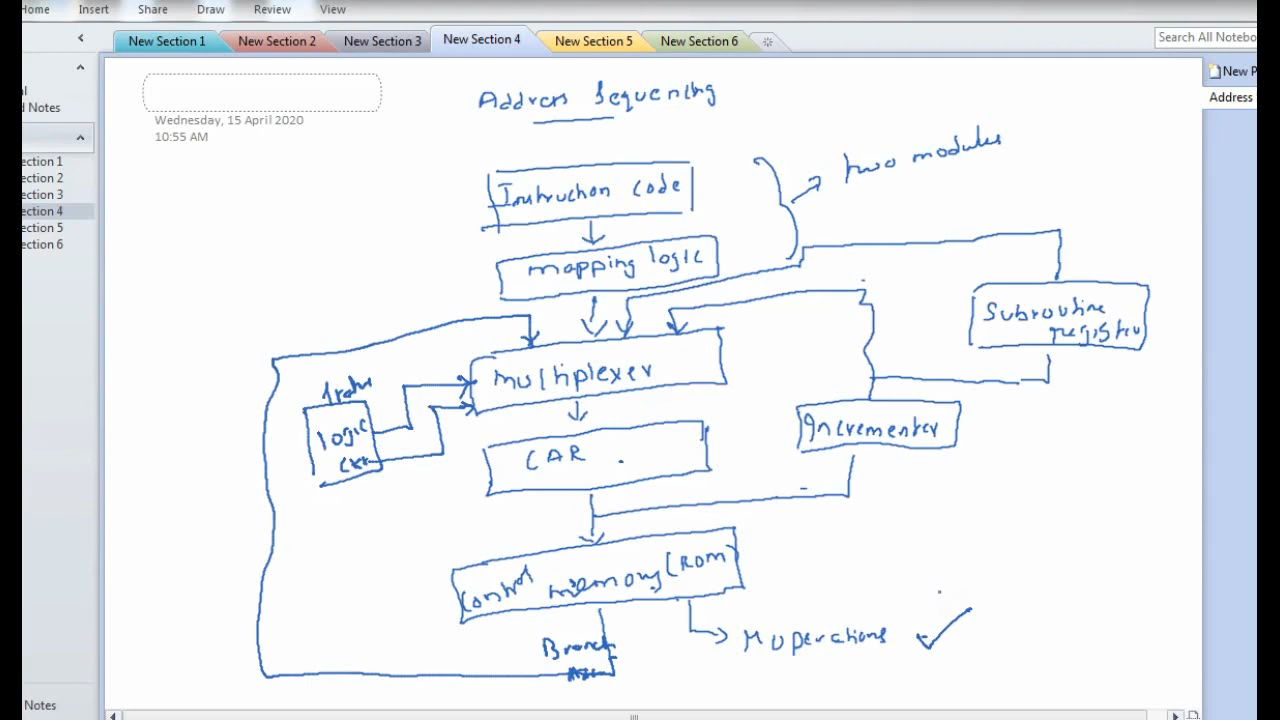 Home Insert Share Draw Review View
New Section 1 New Section 2 New Section 3 New Section 4 New Section 5 New Section 6
Search All Notebo
New P
Address
Notes
ection 1
ection 2
ection 3
ection 4
ection 5
ection 6
Notes
Wednesday, 15 April 2020
10:55 AM
Address Sequencing
Instruction code
two modules
mapping logic
Subroutine
register
multiplexer
status
logic
CKt
CAR
Incrementer
Control memory (ROM)
Branch
M operations